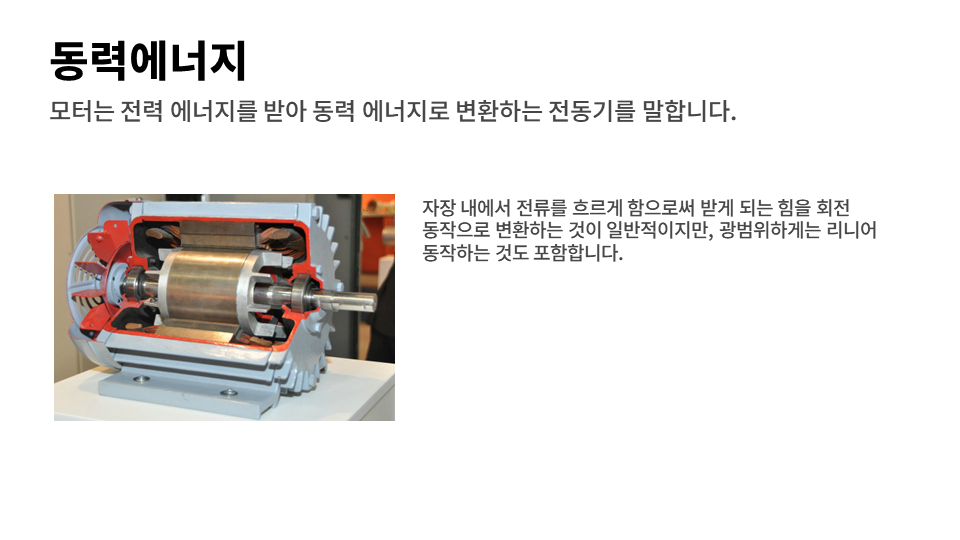 동력에너지
모터는 전력 에너지를 받아 동력 에너지로 변환하는 전동기를 말합니다.
자장 내에서 전류를 흐르게 함으로써 받게 되는 힘을 회전
동작으로 변환하는 것이 일반적이지만, 광범위하게는 리니어
동작하는 것도 포함합니다.